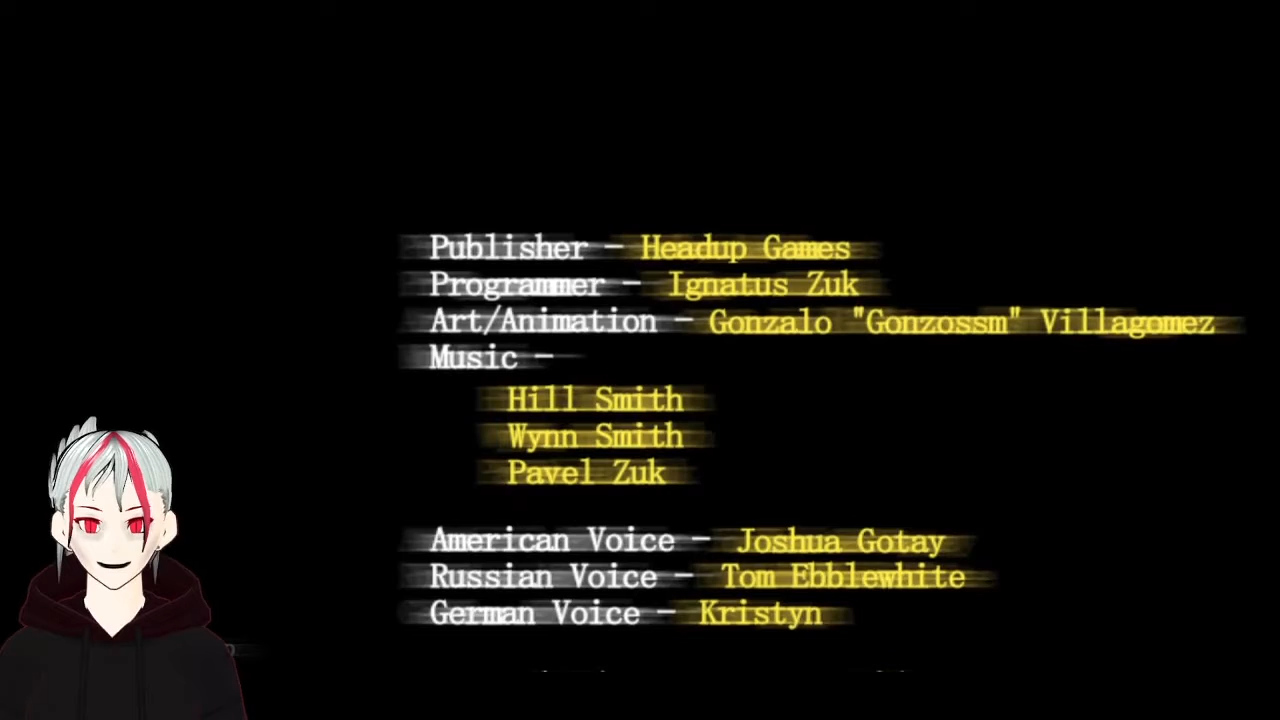 Publisher - Headup Games
Programmer - Ignatus Zuk
Art/Animation - Gonzalo "Gonzossm" Villagomez
Music -
Hill Smith
Wynn Smith
Pavel Zuk
American Voice - Joshua Gotay
Russian Voice - Tom Ebblewhite
German Voice - Kristyn